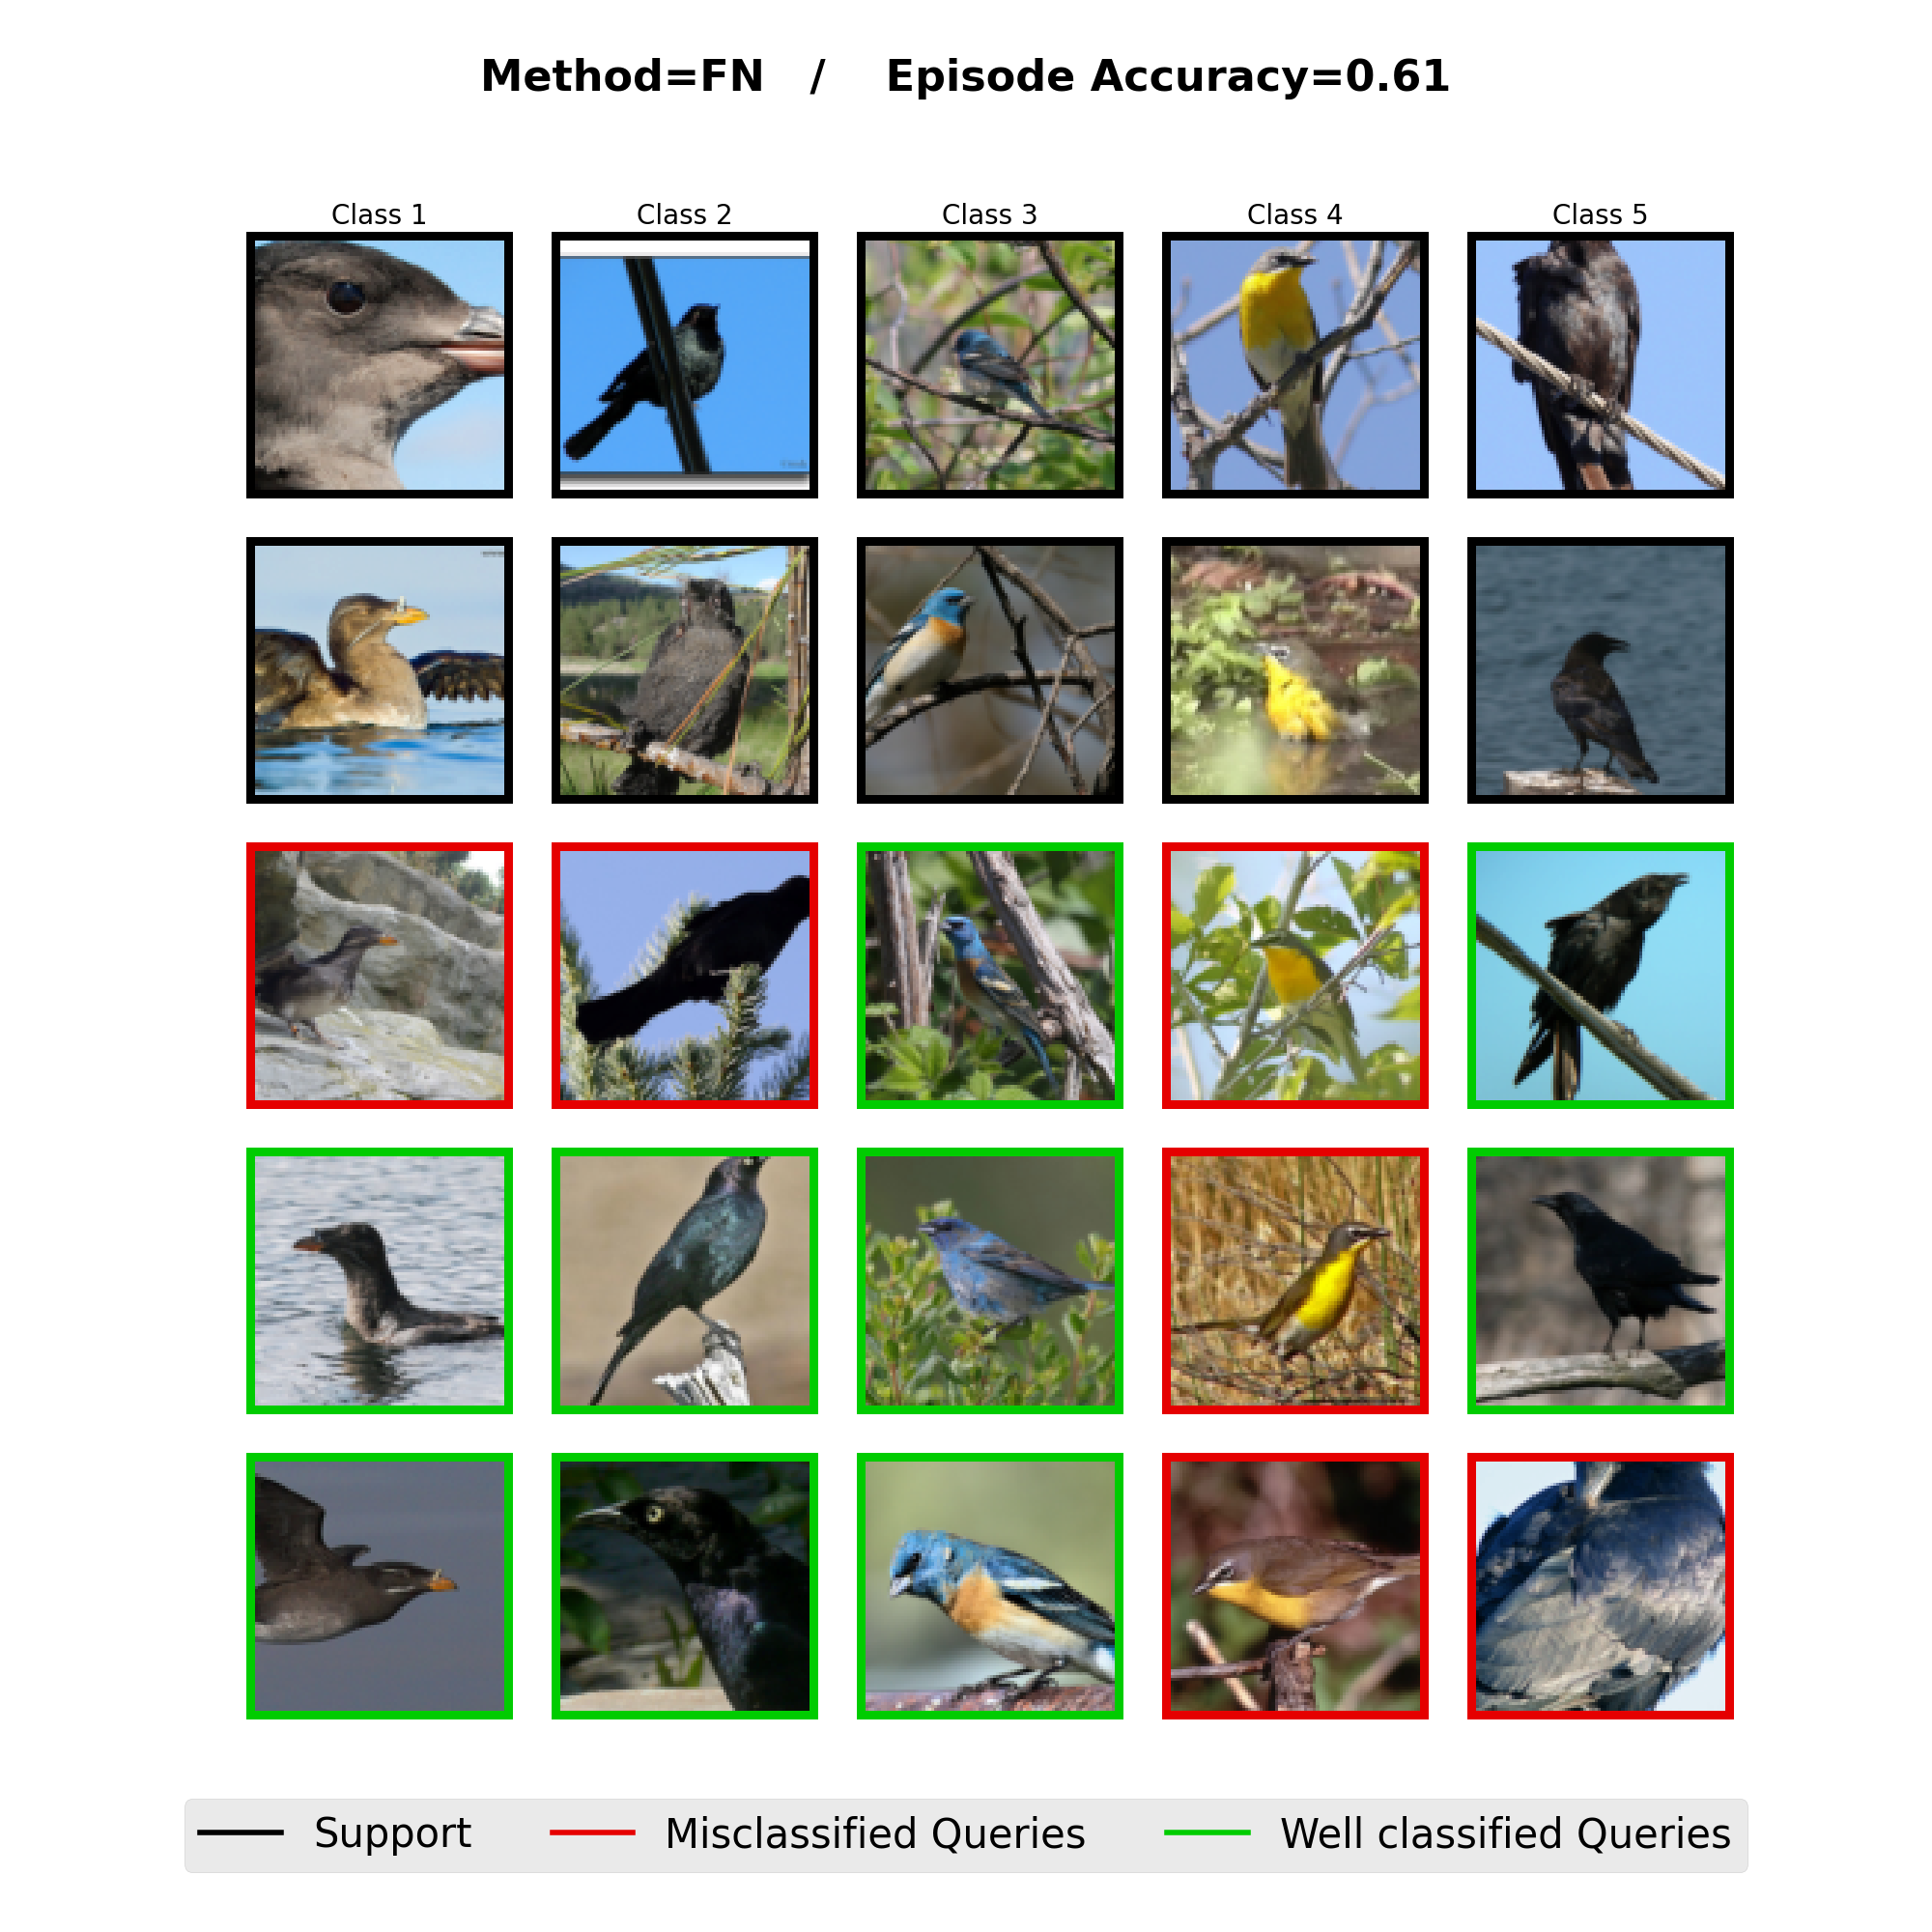 Method=FN / Episode Accuracy=0.61
Class 1 Class 2 Class 3 Class 4 Class 5
Support Misclassified Queries Well classified Queries